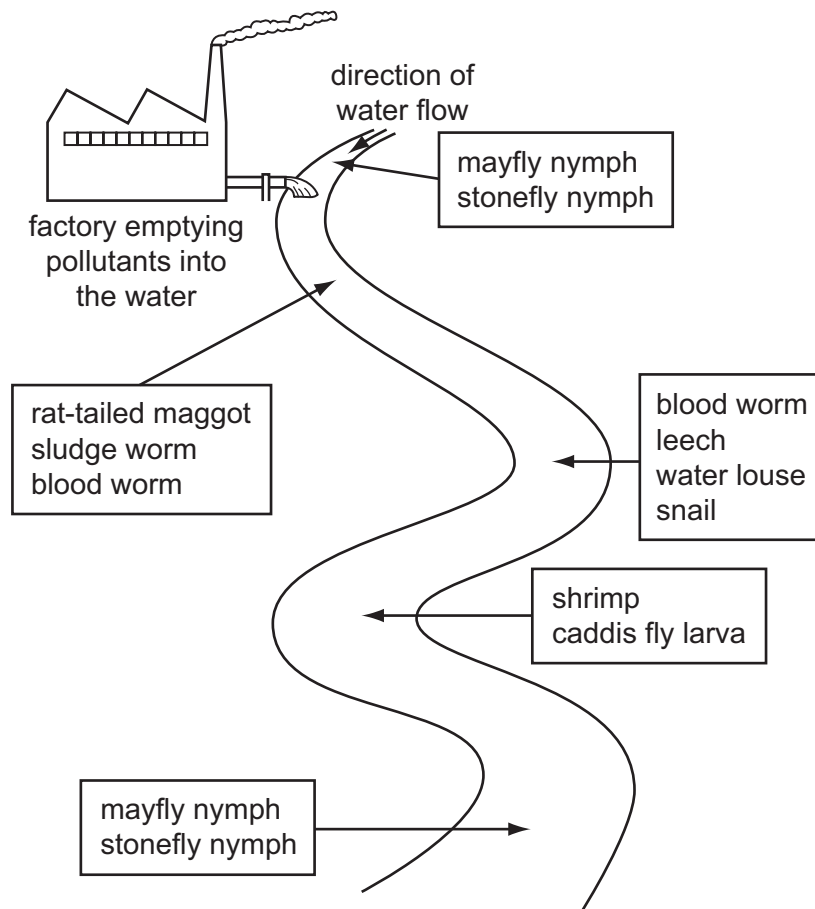 direction of
water flow
mayfly nymph
stonefly nymph
factory emptying
pollutants into
the water
rat-tailed maggot
sludge worm
blood worm
blood worm
leech
water louse
snail
shrimp
caddis fly larva
mayfly nymph
stonefly nymph